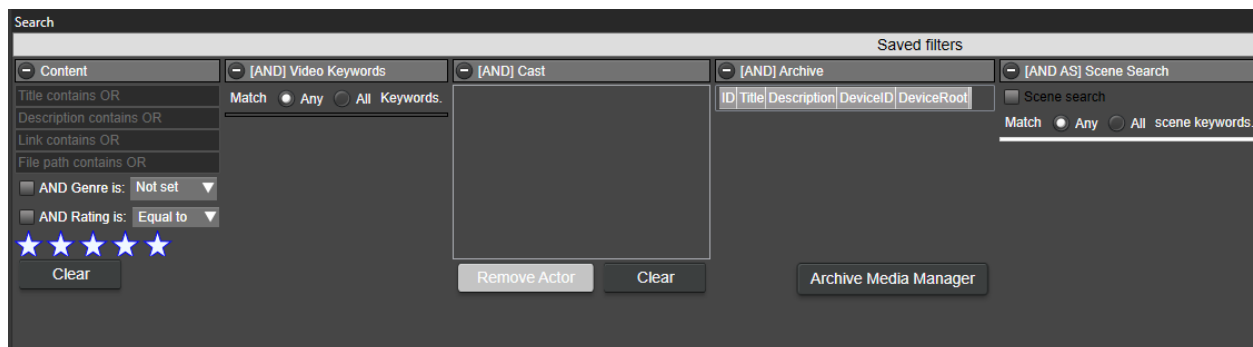 Search
Saved filters
Content
Title contains OR
Description contains OR
Link contains OR
File path contains OR
AND Genre is: Not set
AND Rating is: Equal to
Clear
[AND] Video Keywords
Match Any All Keywords.
[AND] Cast
Remove Actor Clear
[AND] Archive
ID Title Description DeviceID DeviceRoot
Archive Media Manager
[AND AS] Scene Search
Scene search
Match Any All scene keywords.